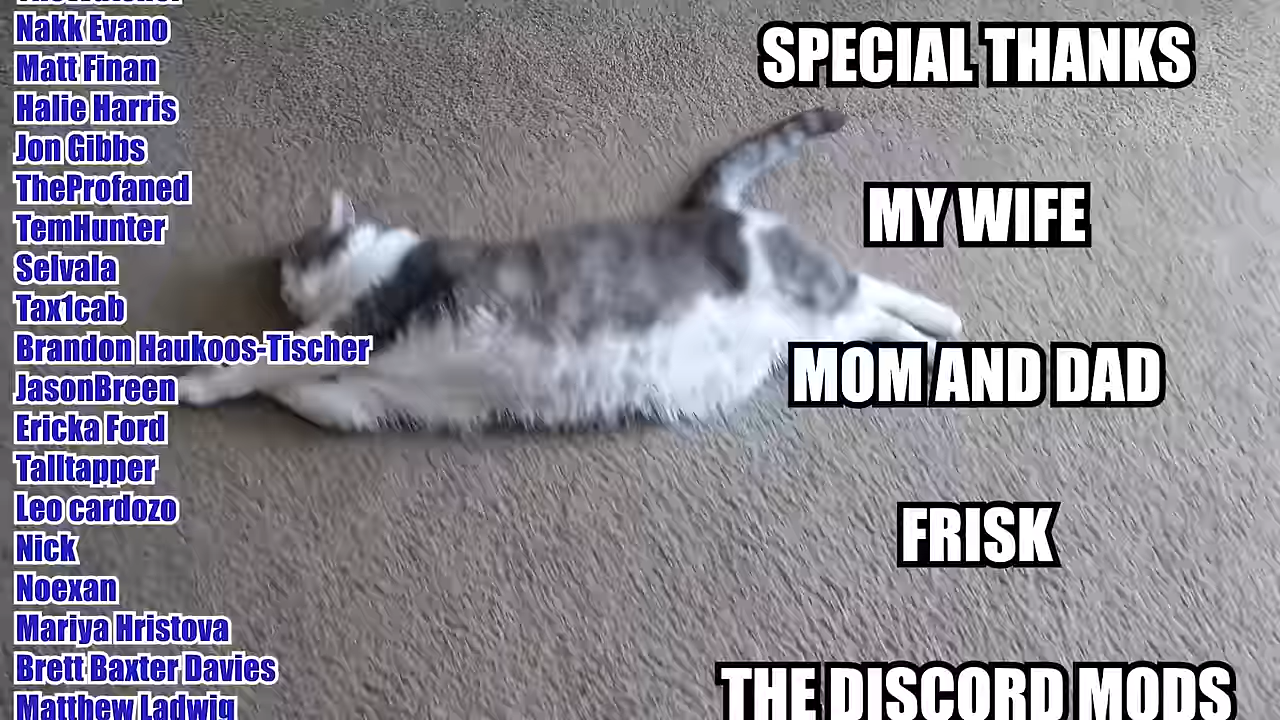 Nakk Evano
Matt Finan
Halie Harris
Jon Gibbs
TheProfaned
TemHunter
Selvala
Tax1cab
Brandon Haukoos-Tischer
JasonBreen
Ericka Ford
Talltapper
Leo cardozo
Nick
Noexan
Mariya Hristova
Brett Baxter Davies
Matthew Ladwig
SPECIAL THANKS
MY WIFE
MOM AND DAD
FRISK
THE DISCORD MODS